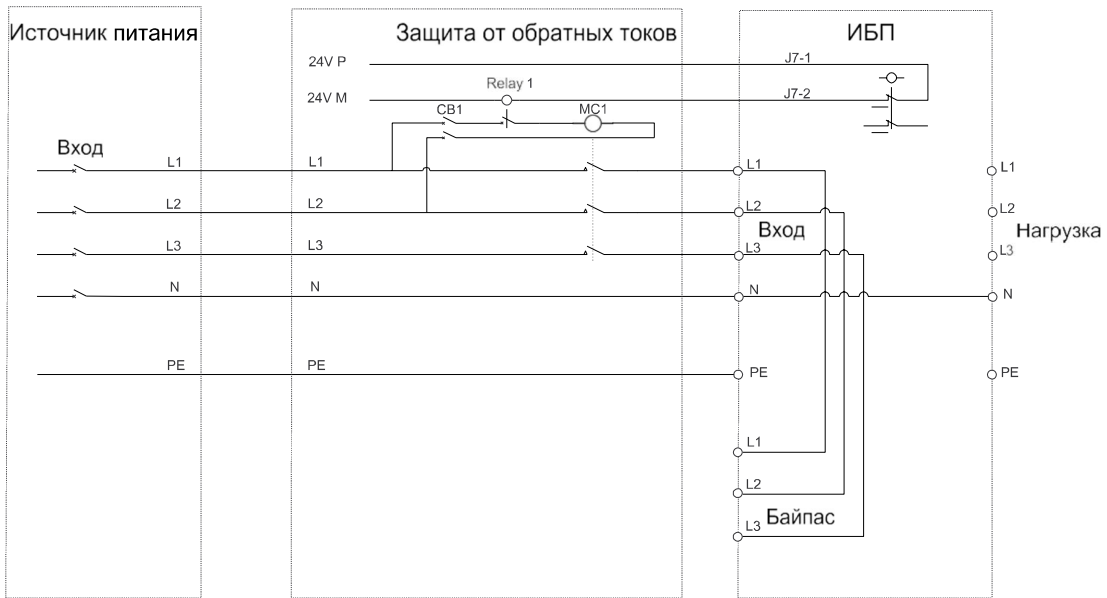 Источник питания
Защита от обратных токов
ИБП
24V P
J7-1
Relay 1
24V M
J7-2
CB1
MC1
Вход
L1
L1
L1
L1
L2
L2
L2
L2
Вход
Нагрузка
L3
L3
L3
L3
N
N
N
N
PE
PE
PE
PE
L1
L2
L3
Байпас